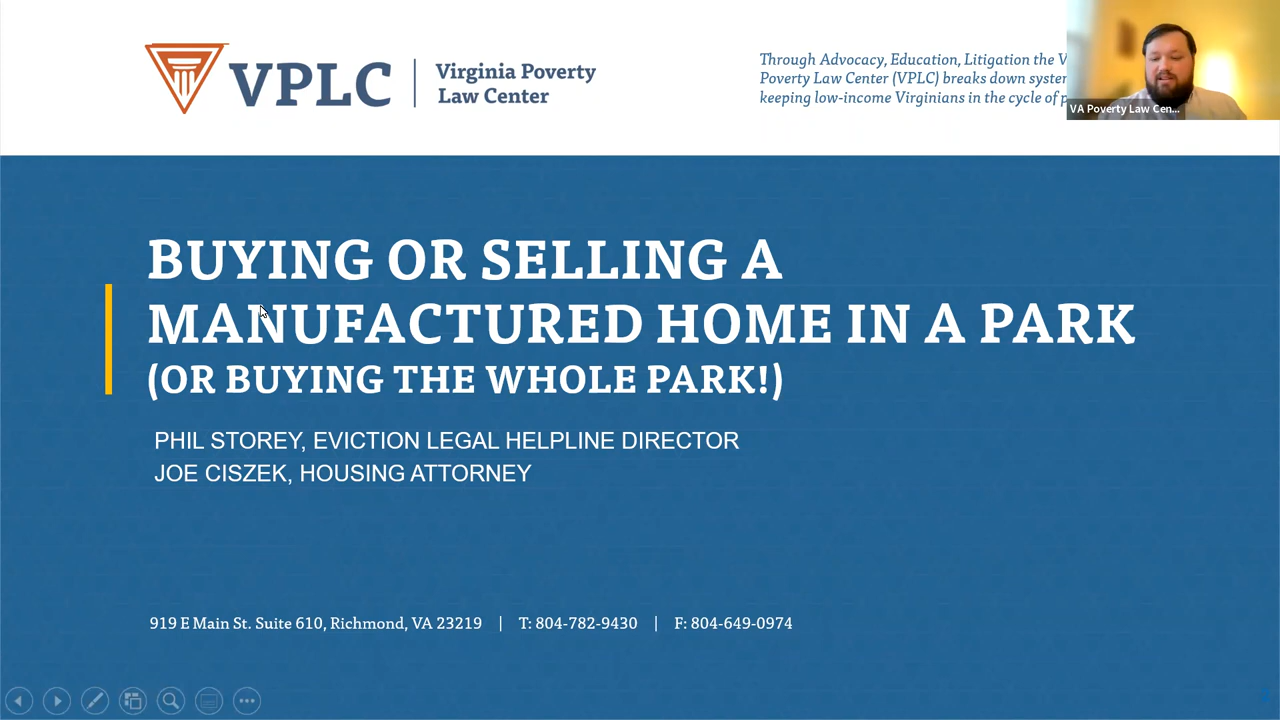 VPLC
Virginia Poverty
Law Center
Through Advocacy, Education, Litigation the
Poverty Law Center (VPLC) breaks down
keeping low-income Virginians in the cycle of
VA Poverty Law Cen...
BUYING OR SELLING A
MANUFACTURED HOME IN A PARK
(OR BUYING THE WHOLE PARK!)
PHIL STOREY, EVICTION LEGAL HELPLINE DIRECTOR
JOE CISZEK, HOUSING ATTORNEY
919 E Main St. Suite 610, Richmond, VA 23219 | T: 804-782-9430 | F: 804-649-0974